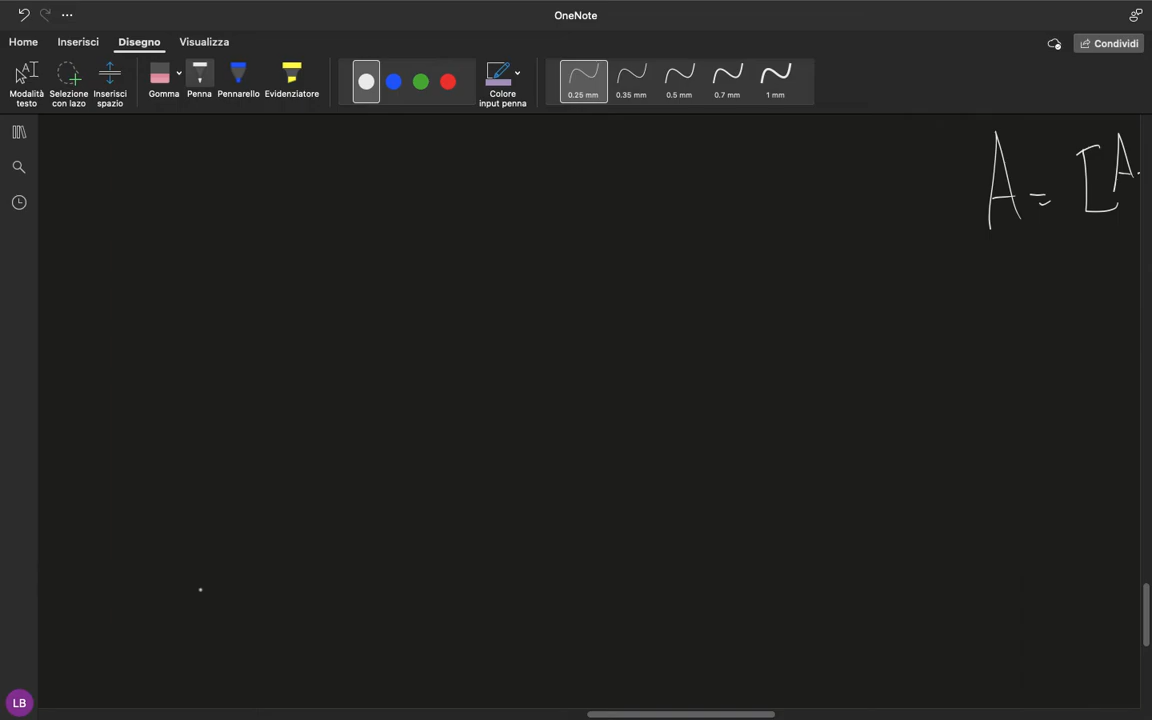 OneNote
Home Inserisci Disegno Visualizza
Condividi
Modalità testo
Selezione con lazo
Inserisci spazio
Gomma
Penna
Pennarello
Evidenziatore
Colore input penna
0.25 mm
0.35 mm
0.5 mm
0.7 mm
1 mm
A = [A
LB